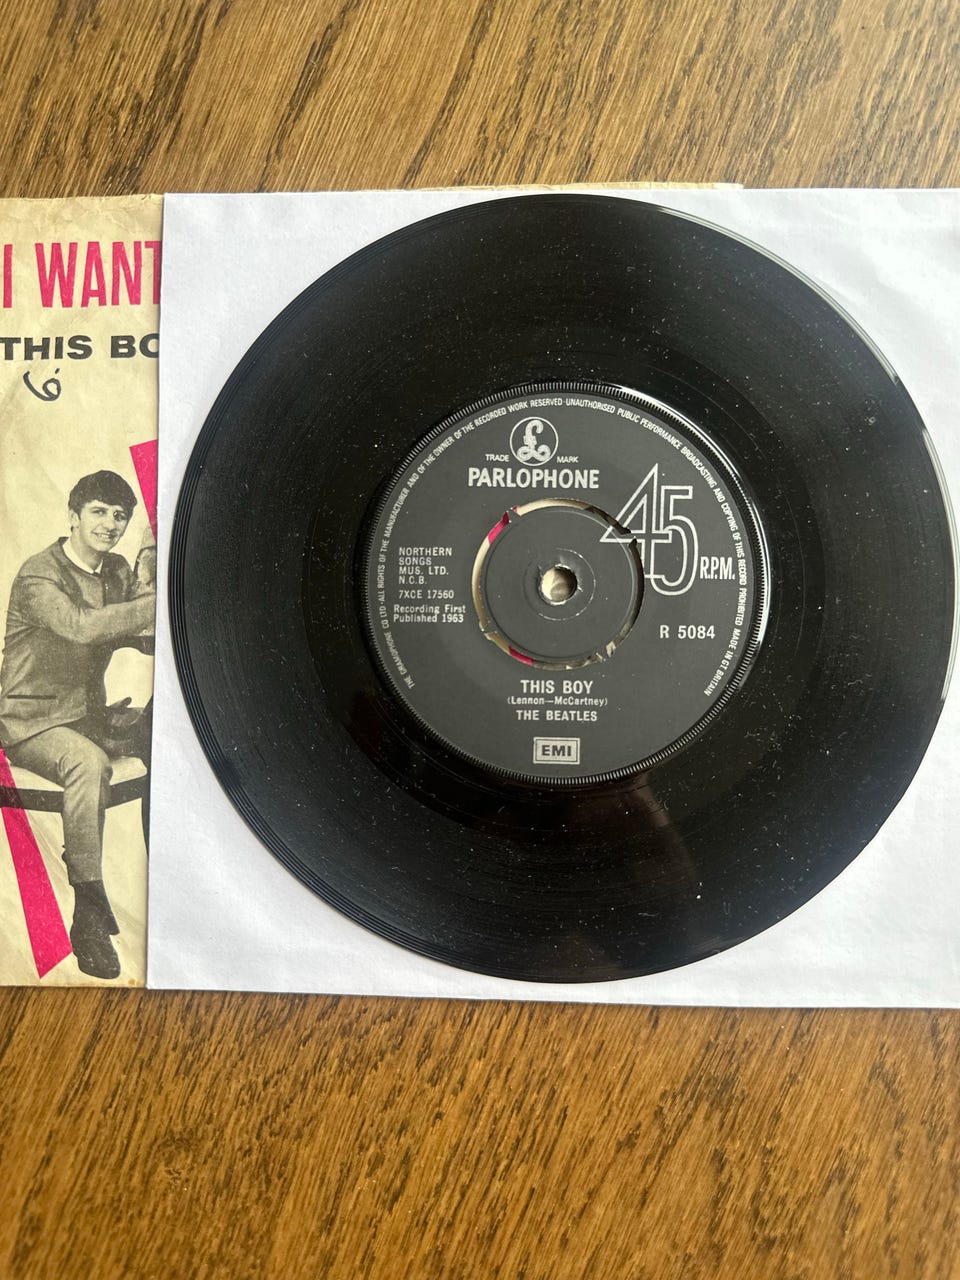 I WANT
THIS BO
6
THE GRAMOPHONE CO LTD·ALL RIGHTS OF THE MANUFACTURER AND OF THE OWNER OF THE RECORDED WORK RESERVED·UNAUTHORISED PUBLIC PERFORMANCE BROADCASTING AND COPYING OF THIS RECORD PROHIBITED MADE IN GT BRITAIN
£
TRADE MARK
PARLOPHONE
45
R.P.M.
NORTHERN
SONGS
MUS. LTD.
N.C.B.
7XCE 17560
Recording First
Published 1963
R 5084
THIS BOY
(Lennon—McCartney)
THE BEATLES
EMI